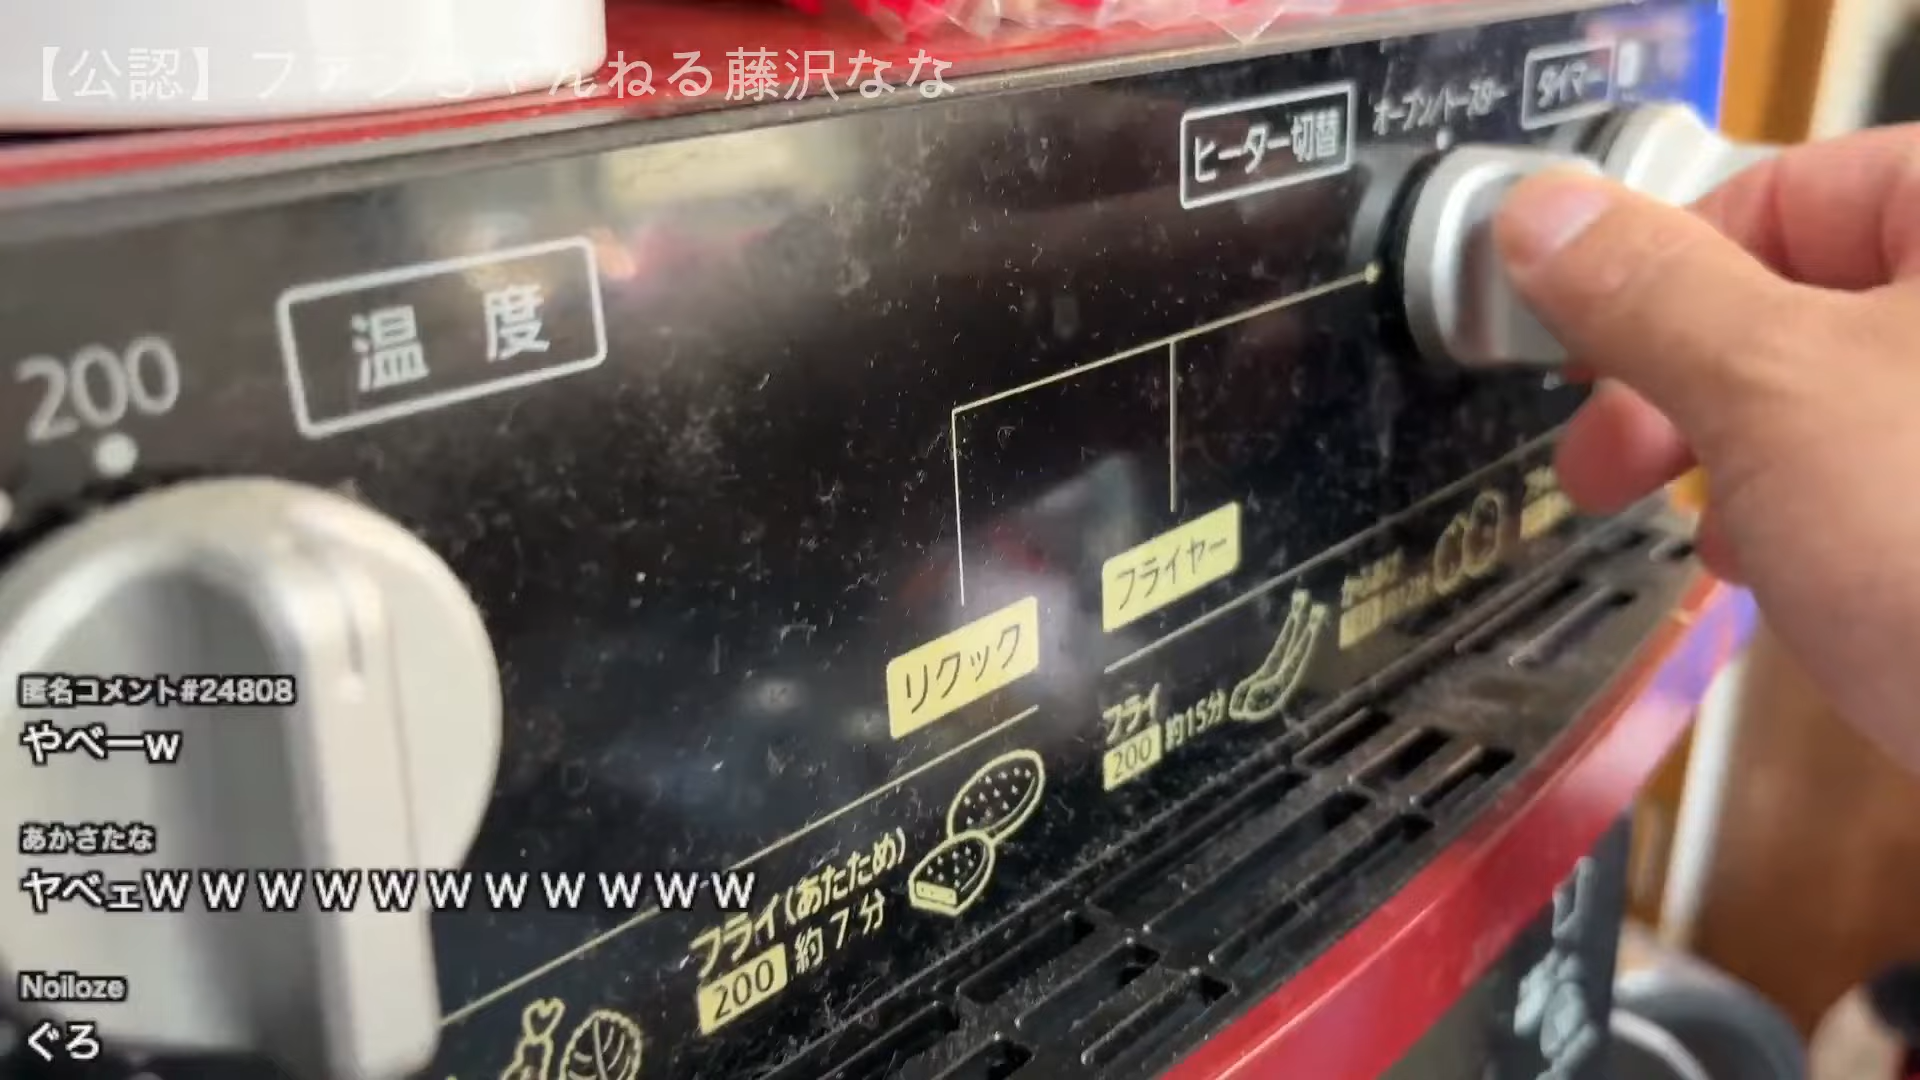 【公認】ファンちゃんねる藤沢なな
オーブン/トースター
タイマー
ヒーター切替
温度
200
フライヤー
リクック
フライ
200 約15分
フライ(あたため)
200 約7分
匿名コメント#24808
やべーw
あかさたな
ヤベェWWWWWWWWWWW
Noiloze
ぐろ